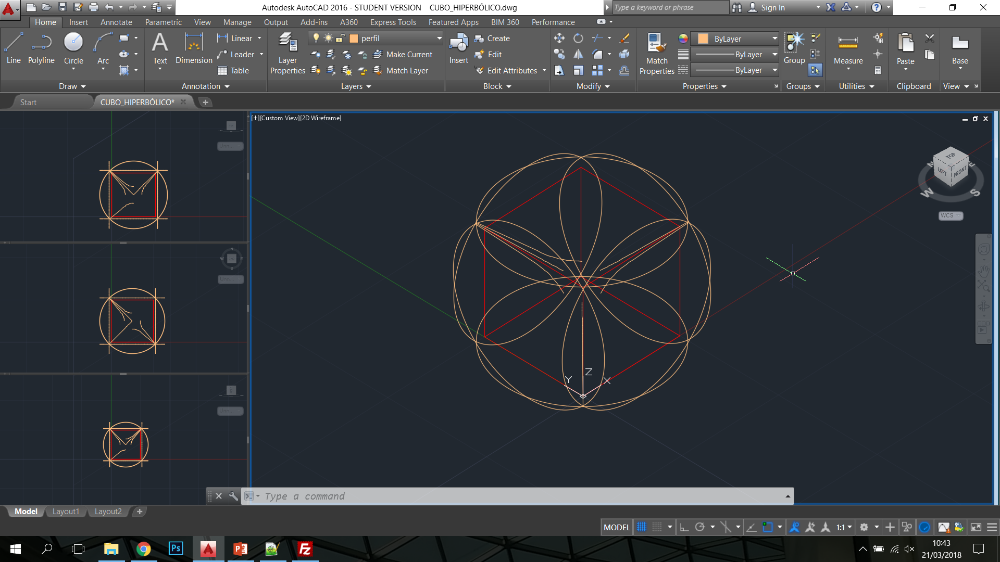 Autodesk AutoCAD 2016 - STUDENT VERSION CUBO_HIPERBÓLICO.dwg
Type a keyword or phrase
Sign In
Home Insert Annotate Parametric View Manage Output Add-ins A360 Express Tools Featured Apps BIM 360 Performance
Line
Polyline
Circle
Arc
Draw
Text
Dimension
Linear
Leader
Table
Annotation
Layer Properties
perfil
Make Current
Match Layer
Layers
Insert
Create
Edit
Edit Attributes
Block
Modify
Match Properties
ByLayer
ByLayer
ByLayer
Properties
Group
Groups
Measure
Utilities
Paste
Clipboard
Base
View
Start
CUBO_HIPERBÓLICO*
[+][Custom View][2D Wireframe]
TOP
LEFT
FRONT
N
E
W
S
WCS
N
W
E
S
Z
Y
X
Type a command
Model Layout1 Layout2
MODEL
1:1
Ps
10:43
21/03/2018